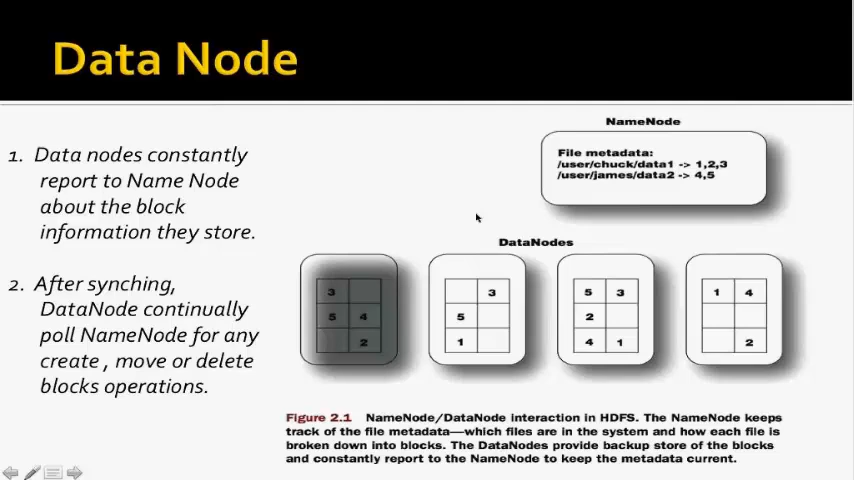 Data Node
1. Data nodes constantly
report to Name Node
about the block
information they store.
2. After synching,
DataNode continually
poll NameNode for any
create , move or delete
blocks operations.
NameNode
File metadata:
/user/chuck/data1 -> 1,2,3
/user/james/data2 -> 4,5
DataNodes
3
5 4
2
3
5
1
5 3
2
4 1
1 4
2
Figure 2.1 NameNode/DataNode interaction in HDFS. The NameNode keeps
track of the file metadata—which files are in the system and how each file is
broken down into blocks. The DataNodes provide backup store of the blocks
and constantly report to the NameNode to keep the metadata current.